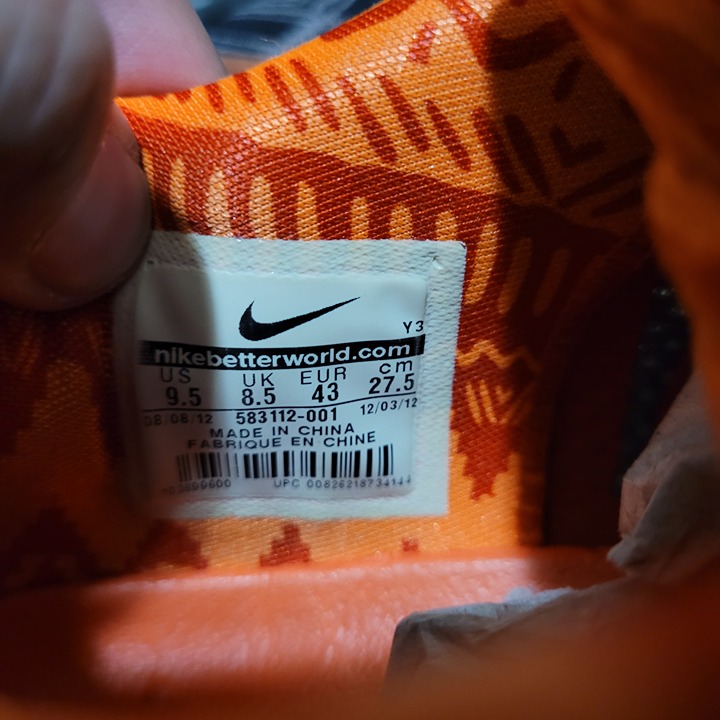 Y3
nikebetterworld.com
US UK EUR cm
9.5 8.5 43 27.5
08/08/12 583112-001 12/03/12
MADE IN CHINA
FABRIQUE EN CHINE
UPC